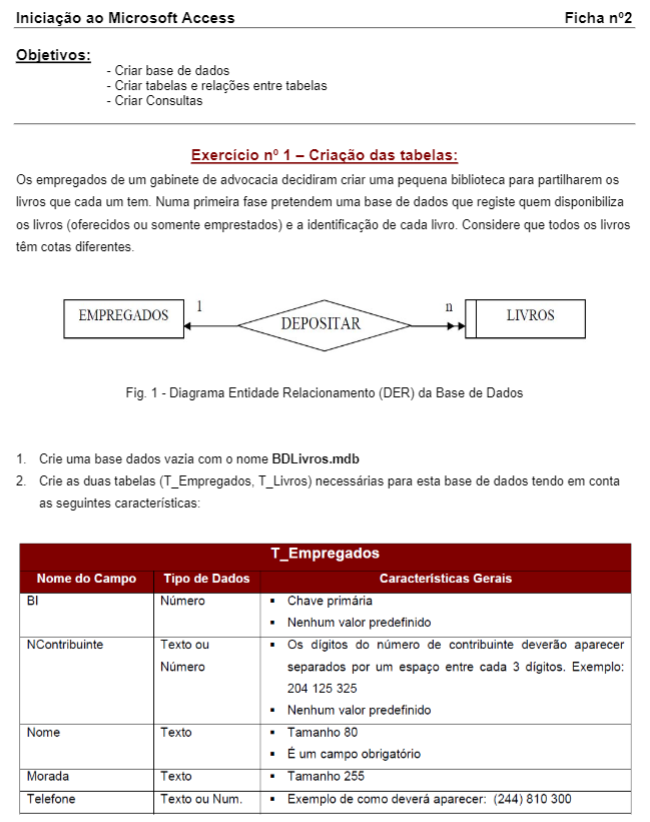 Iniciação ao Microsoft Access Ficha nº2
Objetivos:
- Criar base de dados
- Criar tabelas e relações entre tabelas
- Criar Consultas
Exercício nº 1 – Criação das tabelas:
Os empregados de um gabinete de advocacia decidiram criar uma pequena biblioteca para partilharem os
livros que cada um tem. Numa primeira fase pretendem uma base de dados que registe quem disponibiliza
os livros (oferecidos ou somente emprestados) e a identificação de cada livro. Considere que todos os livros
têm cotas diferentes.
EMPREGADOS 1 DEPOSITAR n LIVROS
Fig. 1 - Diagrama Entidade Relacionamento (DER) da Base de Dados
1. Crie uma base dados vazia com o nome BDLivros.mdb
2. Crie as duas tabelas (T_Empregados, T_Livros) necessárias para esta base de dados tendo em conta
as seguintes características:
T_Empregados
Nome do Campo Tipo de Dados Características Gerais
BI Número ▪ Chave primária
▪ Nenhum valor predefinido
NContribuinte Texto ou ▪ Os dígitos do número de contribuinte deverão aparecer
Número separados por um espaço entre cada 3 dígitos. Exemplo:
204 125 325
▪ Nenhum valor predefinido
Nome Texto ▪ Tamanho 80
▪ É um campo obrigatório
Morada Texto ▪ Tamanho 255
Telefone Texto ou Num. ▪ Exemplo de como deverá aparecer: (244) 810 300